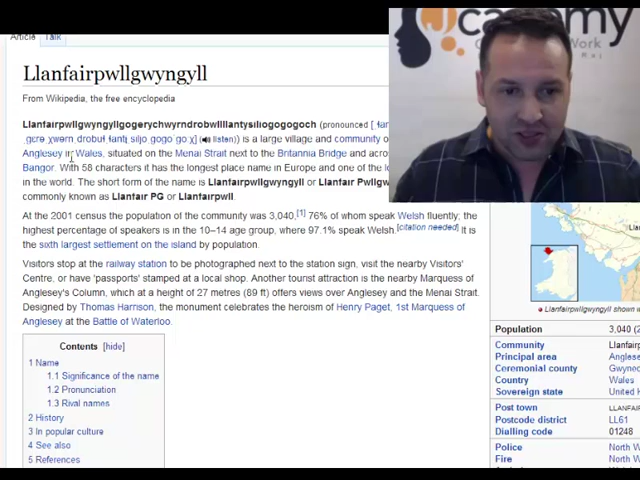 Article Talk
Llanfairpwllgwyngyll
From Wikipedia, the free encyclopedia
Llanfairpwllgwyngyllgogerychwyrndrobwllllantysiliogogogoch (pronounced
listen) is a large village and community
Anglesey in Wales, situated on the Menai Strait next to the Britannia Bridge and
Bangor. With 58 characters it has the longest place name in Europe and one of the
in the world. The short form of the name is Llanfairpwllgwyngyll or Llanfair
commonly known as Llanfair PG or Llanfairpwll.
At the 2001 census the population of the community was 3,040,[1] 76% of whom speak Welsh fluently; the
highest percentage of speakers is in the 10–14 age group, where 97.1% speak Welsh.[citation needed] It is
the sixth largest settlement on the island by population.
Visitors stop at the railway station to be photographed next to the station sign, visit the nearby Visitors'
Centre, or have 'passports' stamped at a local shop. Another tourist attraction is the nearby Marquess of
Anglesey's Column, which at a height of 27 metres (89 ft) offers views over Anglesey and the Menai Strait.
Designed by Thomas Harrison, the monument celebrates the heroism of Henry Paget, 1st Marquess of
Anglesey at the Battle of Waterloo.
Contents [hide]
1 Name
1.1 Significance of the name
1.2 Pronunciation
1.3 Rival names
2 History
3 In popular culture
4 See also
5 References
Population 3,040
Community
Principal area
Ceremonial county
Country Wales
Sovereign state United
Post town
Postcode district LL61
Dialling code 01248
Police North
Fire North